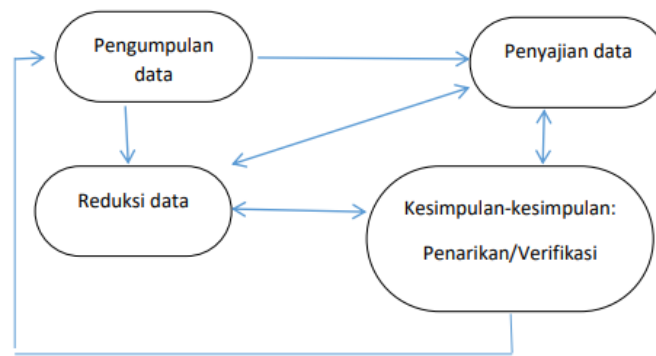 Pengumpulan
data
Penyajian data
Reduksi data
Kesimpulan-kesimpulan:
Penarikan/Verifikasi